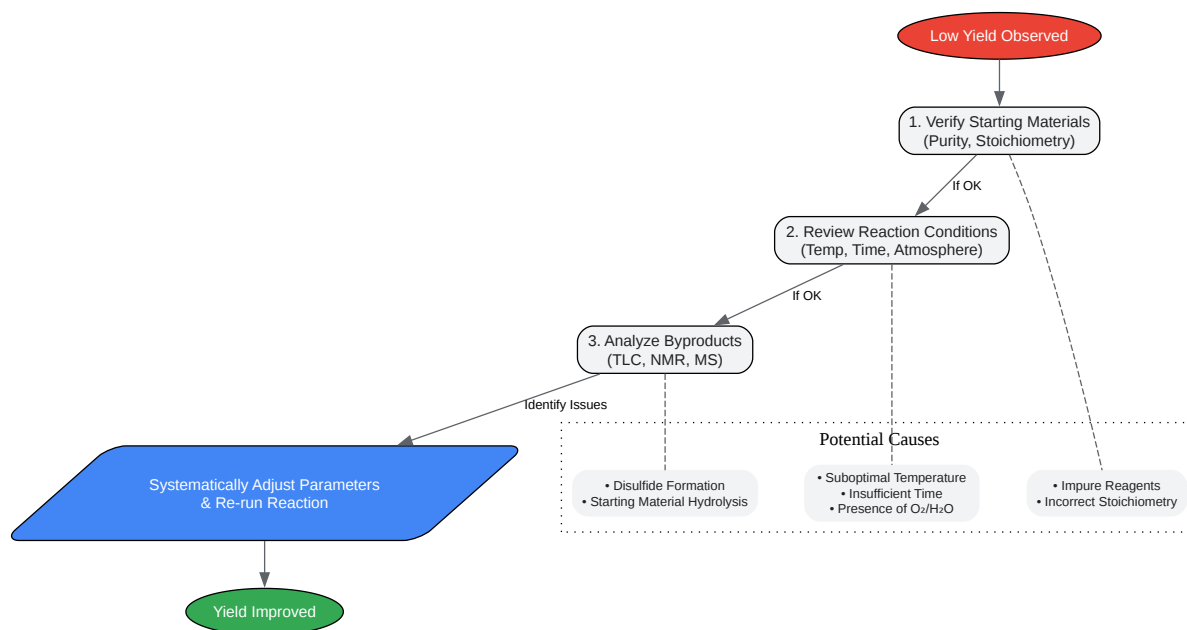 Low Yield Observed
1. Verify Starting Materials
(Purity, Stoichiometry)
If OK
2. Review Reaction Conditions
(Temp, Time, Atmosphere)
If OK
3. Analyze Byproducts
(TLC, NMR, MS)
Identify Issues
Potential Causes
• Disulfide Formation
• Starting Material Hydrolysis
• Suboptimal Temperature
• Insufficient Time
• Presence of O₂/H₂O
• Impure Reagents
• Incorrect Stoichiometry
Systematically Adjust Parameters
& Re-run Reaction
Yield Improved